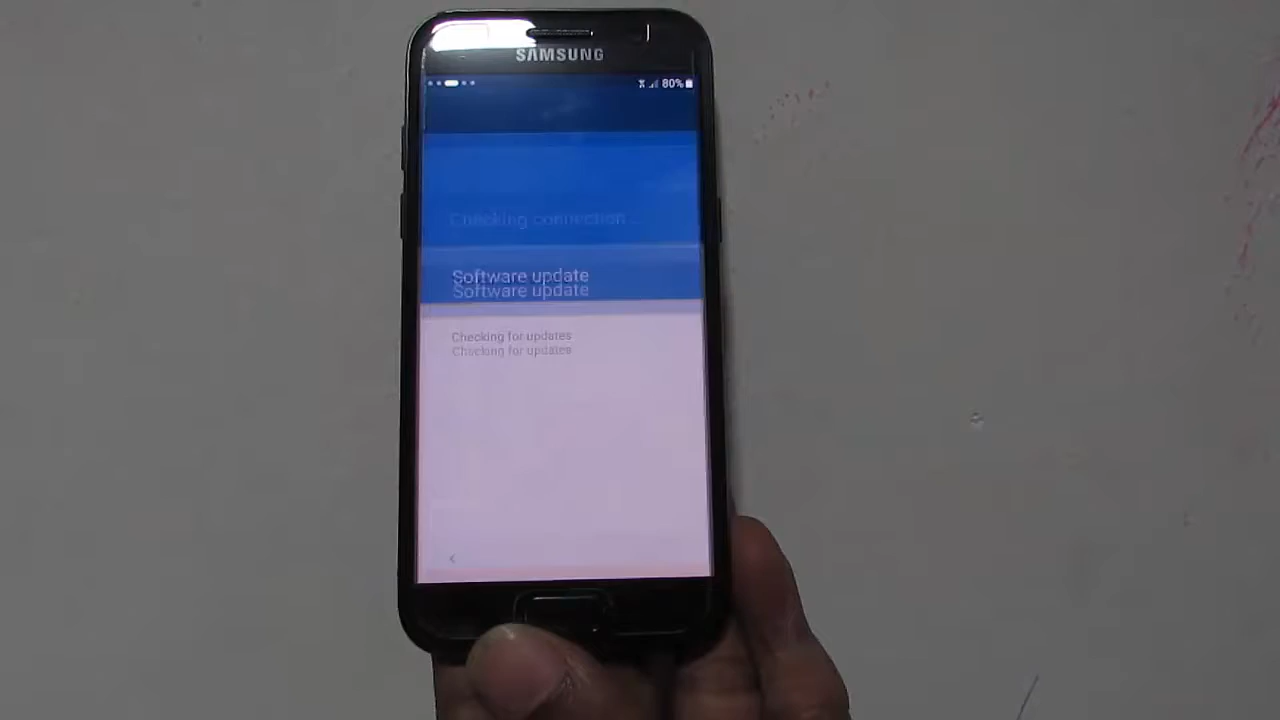 SAMSUNG
80%
Checking connection...
Software update
Software update
Checking for updates
Checking for updates